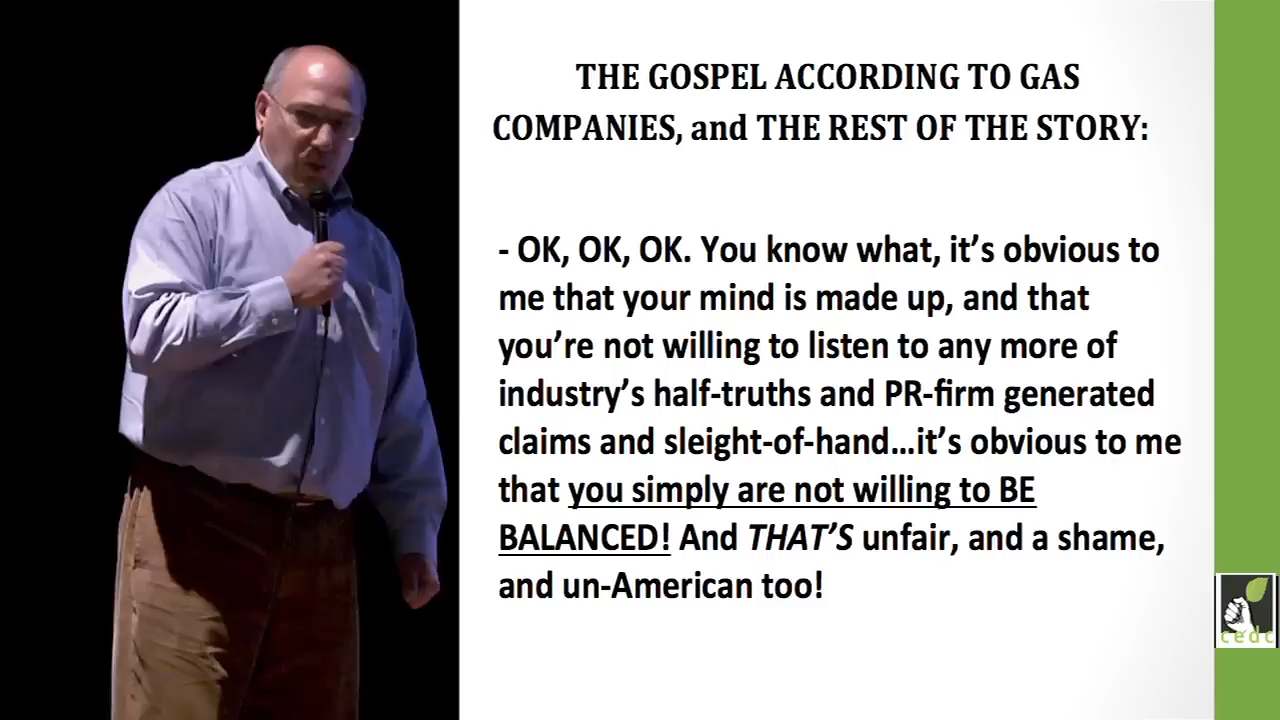 THE GOSPEL ACCORDING TO GAS
COMPANIES, and THE REST OF THE STORY:
- OK, OK, OK. You know what, it’s obvious to
me that your mind is made up, and that
you’re not willing to listen to any more of
industry’s half-truths and PR-firm generated
claims and sleight-of-hand…it’s obvious to me
that you simply are not willing to BE
BALANCED! And THAT’S unfair, and a shame,
and un-American too!
cedc